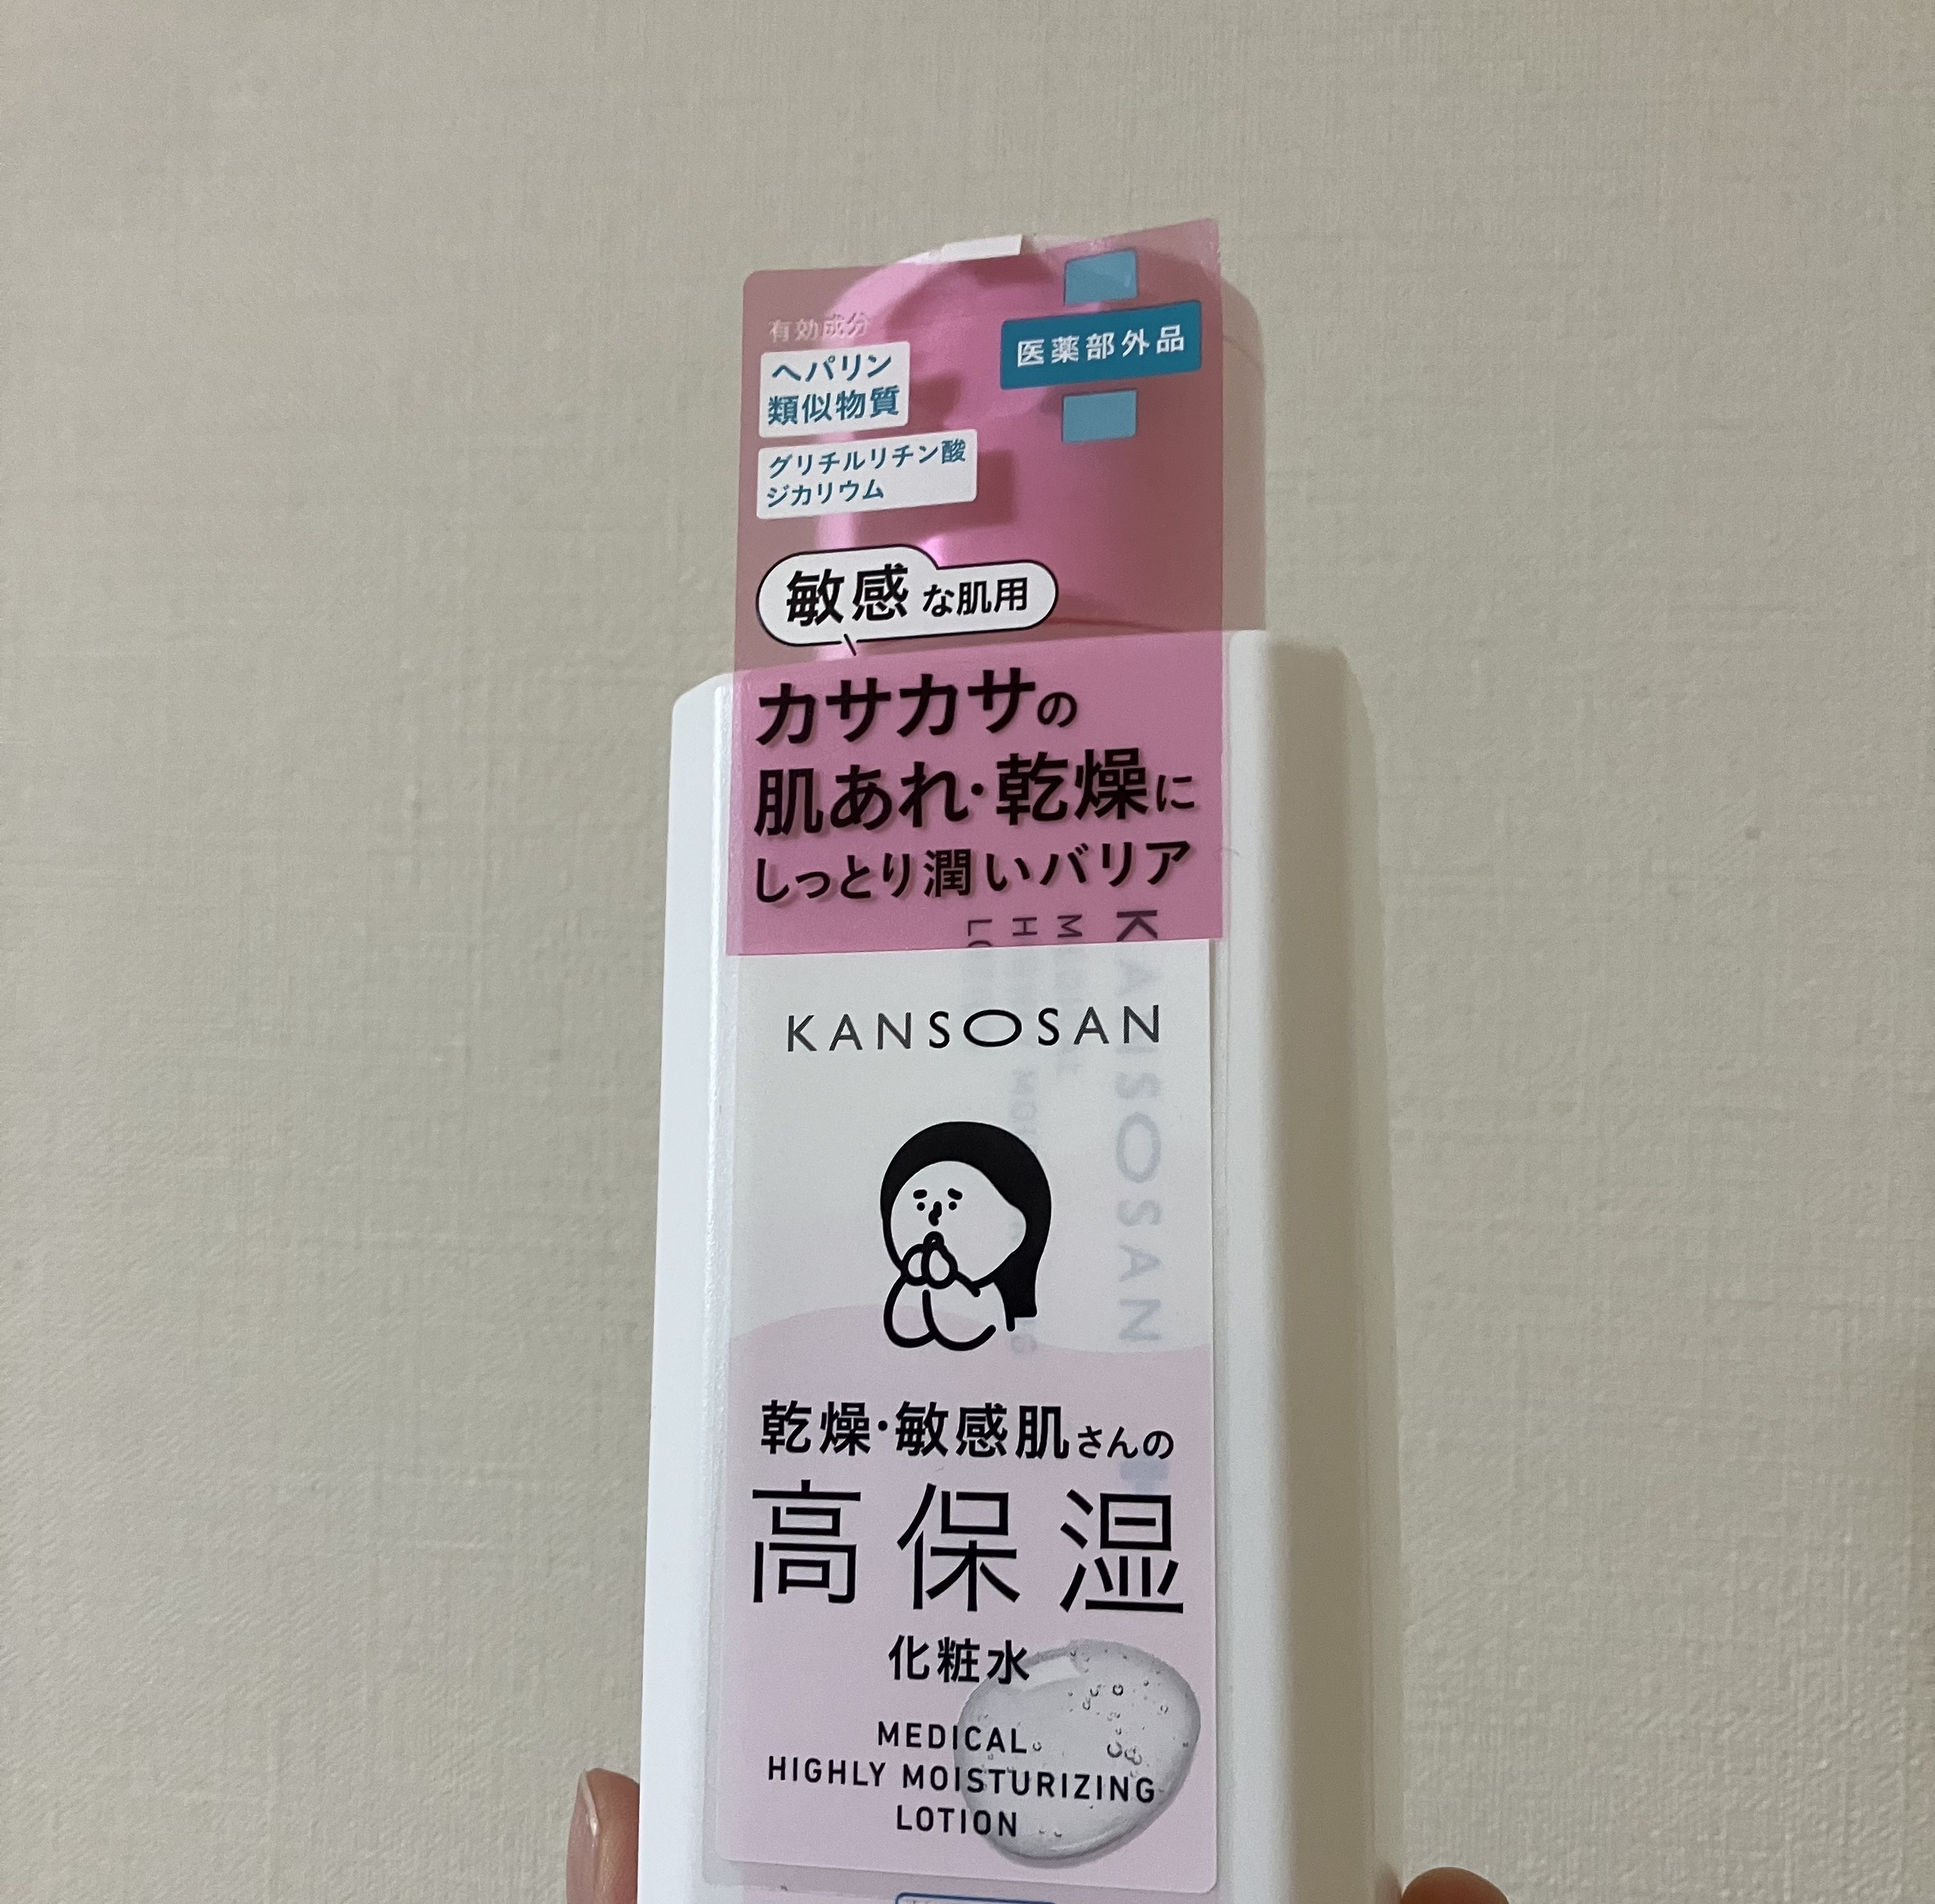 有効成分
ヘパリン
類似物質
グリチルリチン酸
ジカリウム
医薬部外品
敏感な肌用
カサカサの
肌あれ・乾燥に
しっとり潤いバリア
KANSOSAN
KANSOSAN
乾燥・敏感肌さんの
高保湿
化粧水
MEDICAL
HIGHLY MOISTURIZING
LOTION